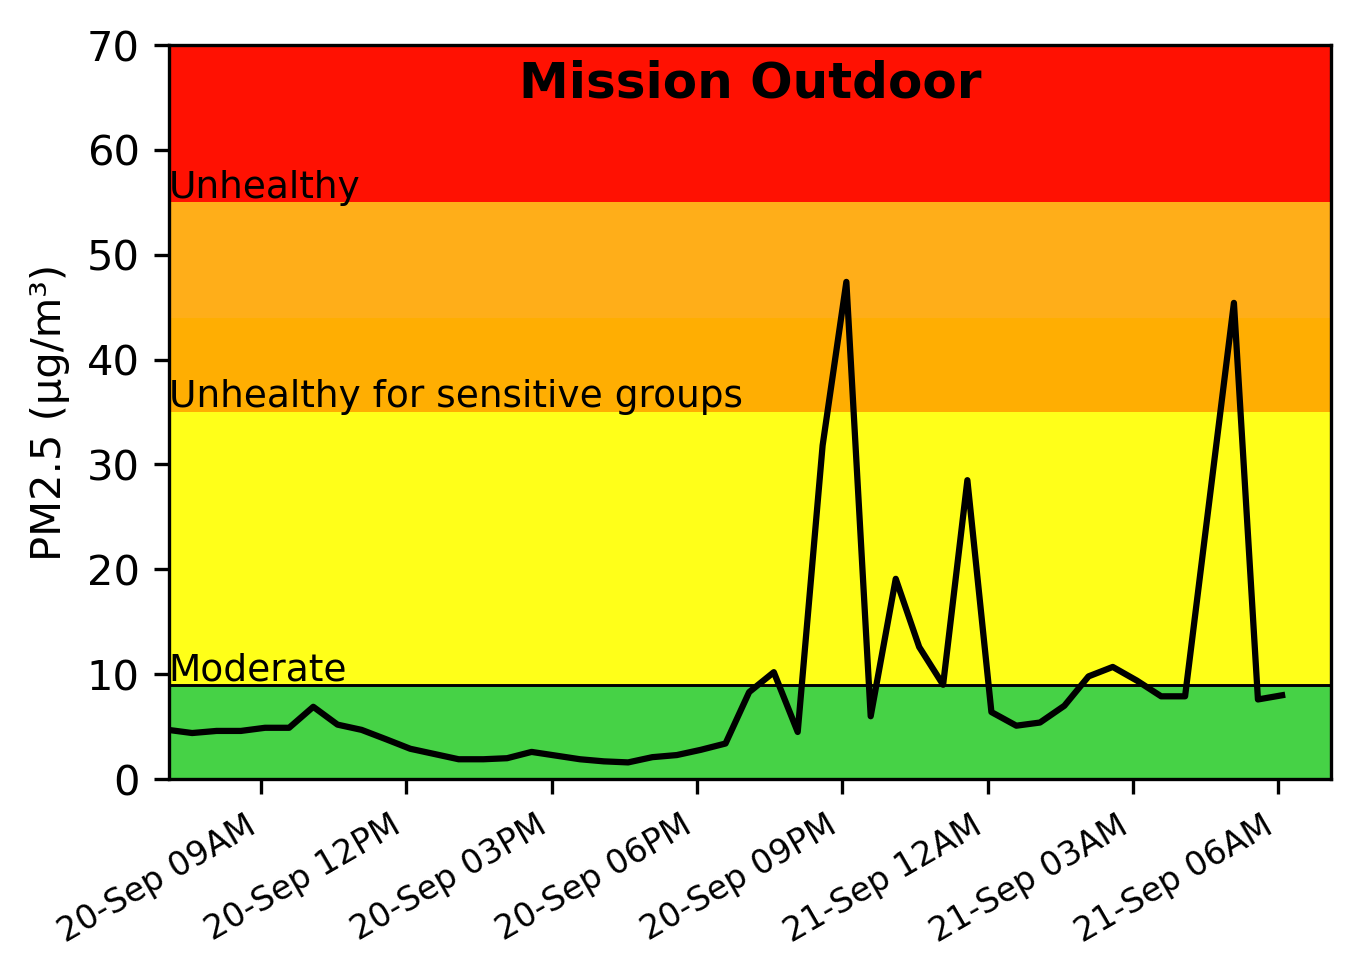 Mission Outdoor
70
60
50
40
30
20
10
0
PM2.5 (µg/m³)
Unhealthy
Unhealthy for sensitive groups
Moderate
20-Sep 09AM
20-Sep 12PM
20-Sep 03PM
20-Sep 06PM
20-Sep 09PM
21-Sep 12AM
21-Sep 03AM
21-Sep 06AM